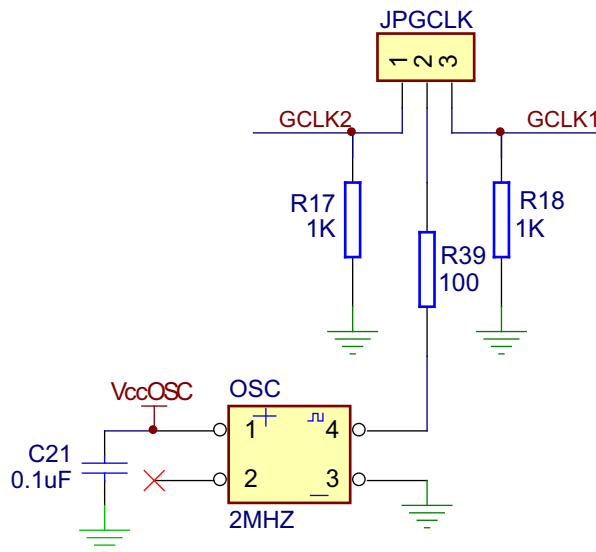 JPGCLK
1 2 3
GCLK2
GCLK1
R17
1K
R18
1K
R39
100
VccOSC
OSC
C21
0.1uF
1 4
2 3
2MHZ